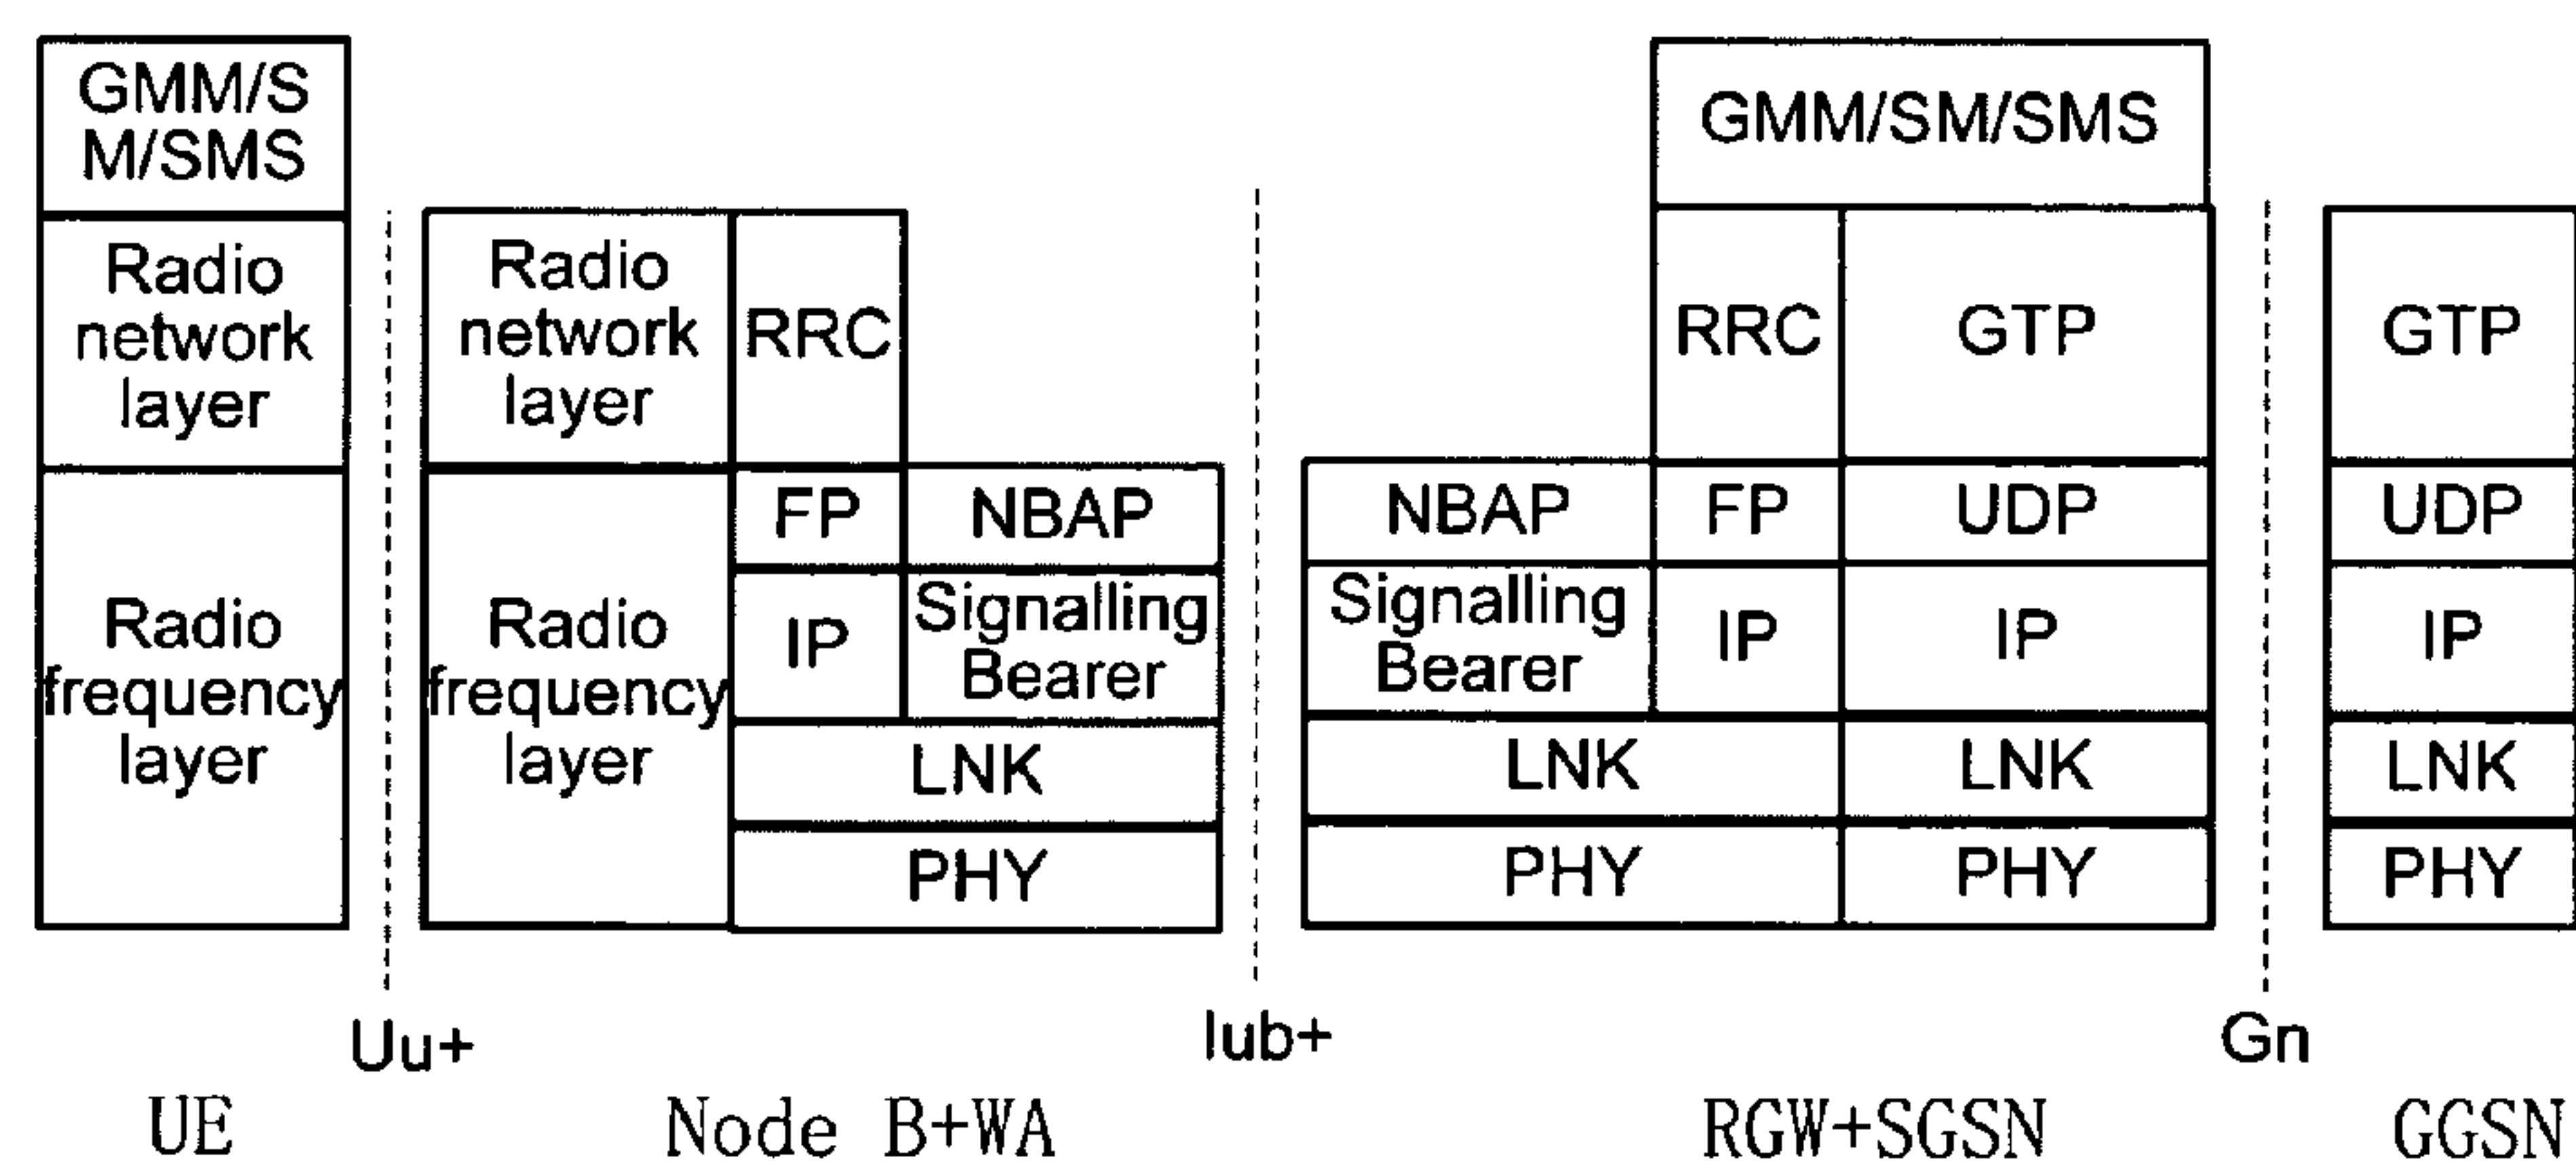 GMM/S
M/SMS
Radio
network
layer
Radio
frequency
layer
Radio
network
layer
RRC
Radio
frequency
layer
FP
NBAP
IP
Signalling
Bearer
LNK
PHY
GMM/SM/SMS
RRC
GTP
NBAP
FP
UDP
Signalling
Bearer
IP
IP
LNK
LNK
PHY
PHY
GTP
UDP
IP
LNK
PHY
Uu+
Iub+
Gn
UE
Node B+WA
RGW+SGSN
GGSN